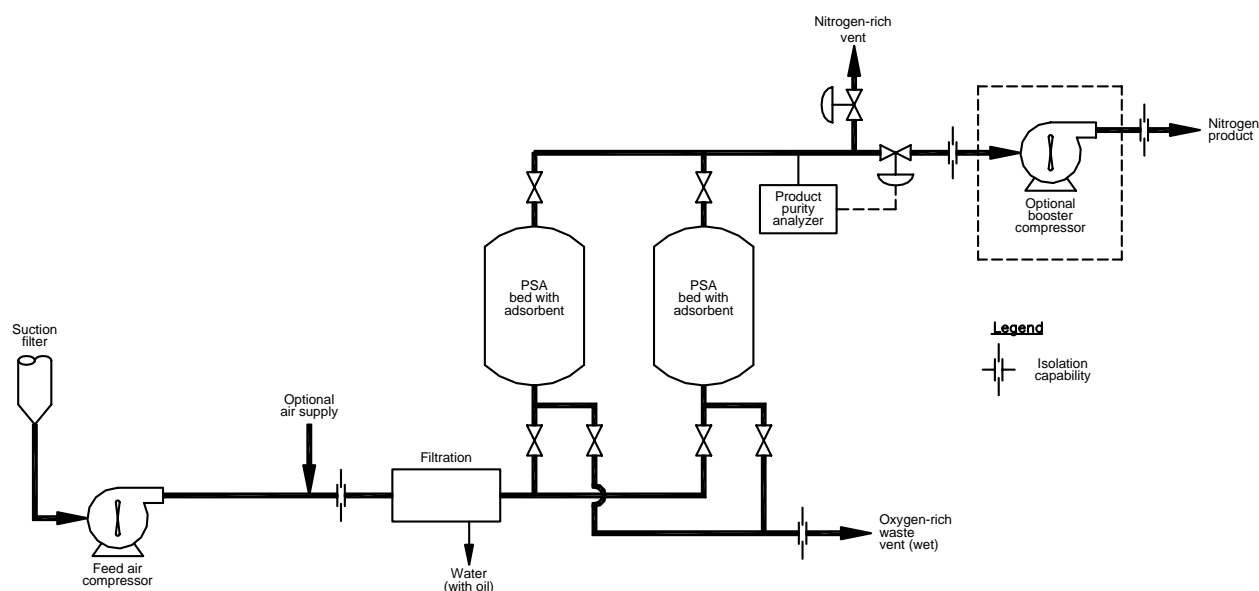 Nitrogen-rich
vent
Nitrogen
product
Product
purity
analyzer
Optional
booster
compressor
PSA
bed with
adsorbent
PSA
bed with
adsorbent
Legend
Isolation
capability
Suction
filter
Optional
air supply
Filtration
Oxygen-rich
waste
vent (wet)
Feed air
compressor
Water
(with oil)